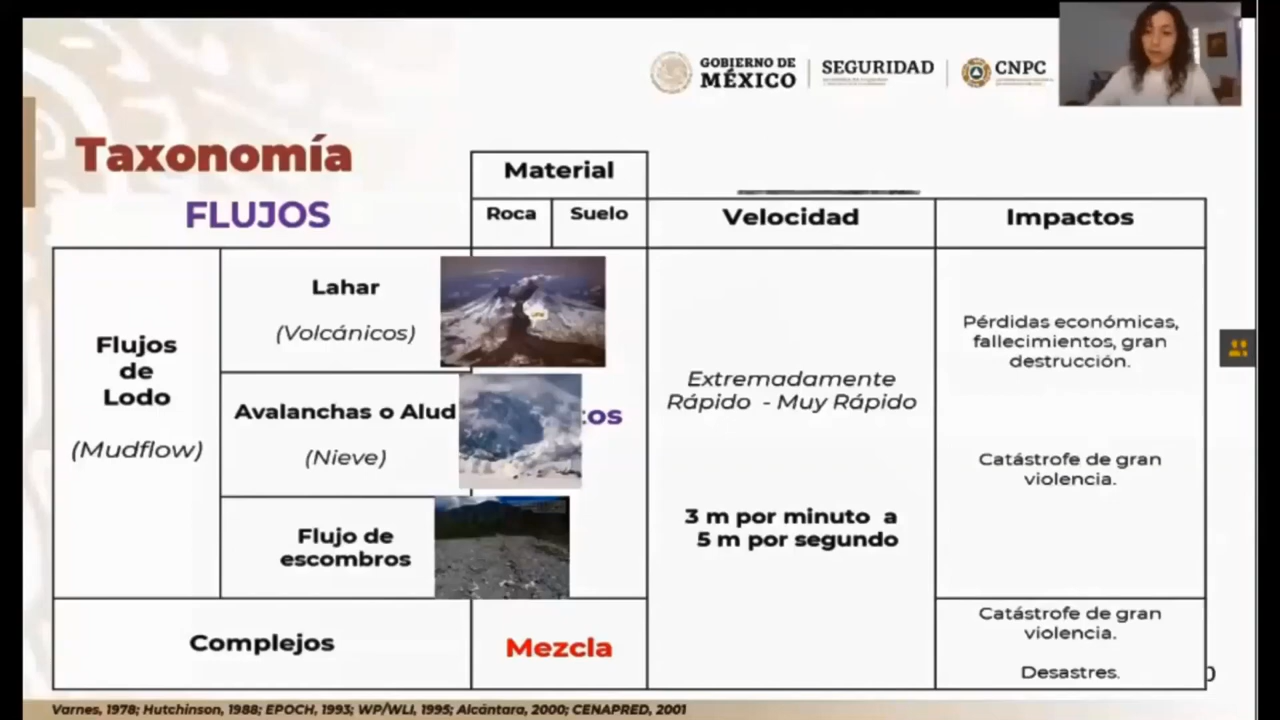 GOBIERNO DE
MÉXICO
SEGURIDAD
CNPC
Taxonomía
FLUJOS
Material
Roca
Suelo
Velocidad
Impactos
Flujos
de
Lodo
(Mudflow)
Lahar
(Volcánicos)
Avalanchas o Alud
(Nieve)
Flujo de
escombros
tos
Extremadamente
Rápido - Muy Rápido
3 m por minuto a
5 m por segundo
Pérdidas económicas,
fallecimientos, gran
destrucción.
Catástrofe de gran
violencia.
Complejos
Mezcla
Catástrofe de gran
violencia.
Desastres.
Varnes, 1978; Hutchinson, 1988; EPOCH, 1993; WP/WLI, 1995; Alcántara, 2000; CENAPRED, 2001